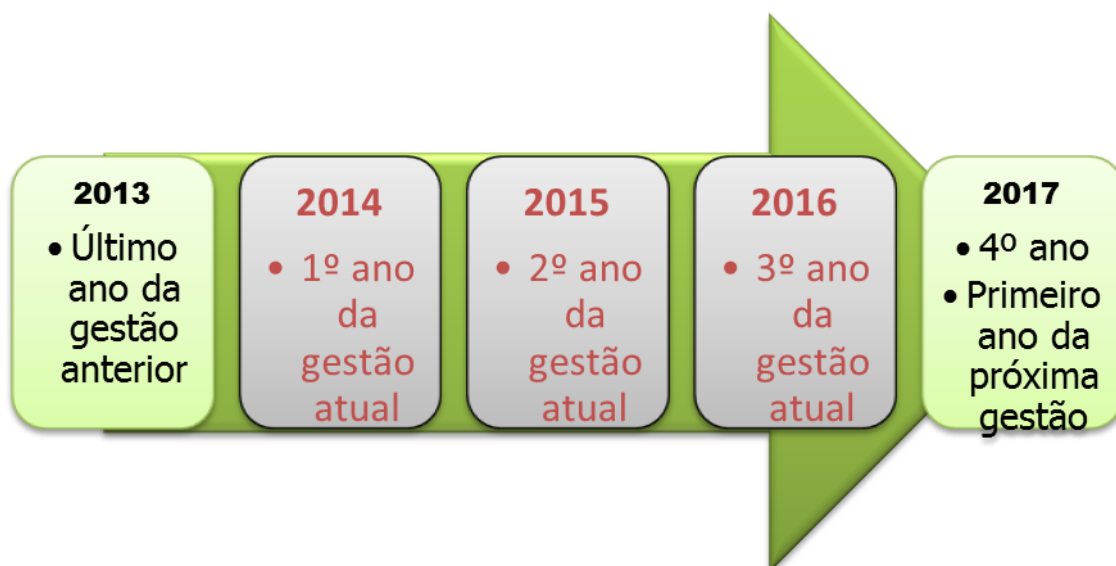 2013
• Último
ano da
gestão
anterior
2014
• 1º ano
da
gestão
atual
2015
• 2º ano
da
gestão
atual
2016
• 3º ano
da
gestão
atual
2017
• 4º ano
• Primeiro
ano da
próxima
gestão